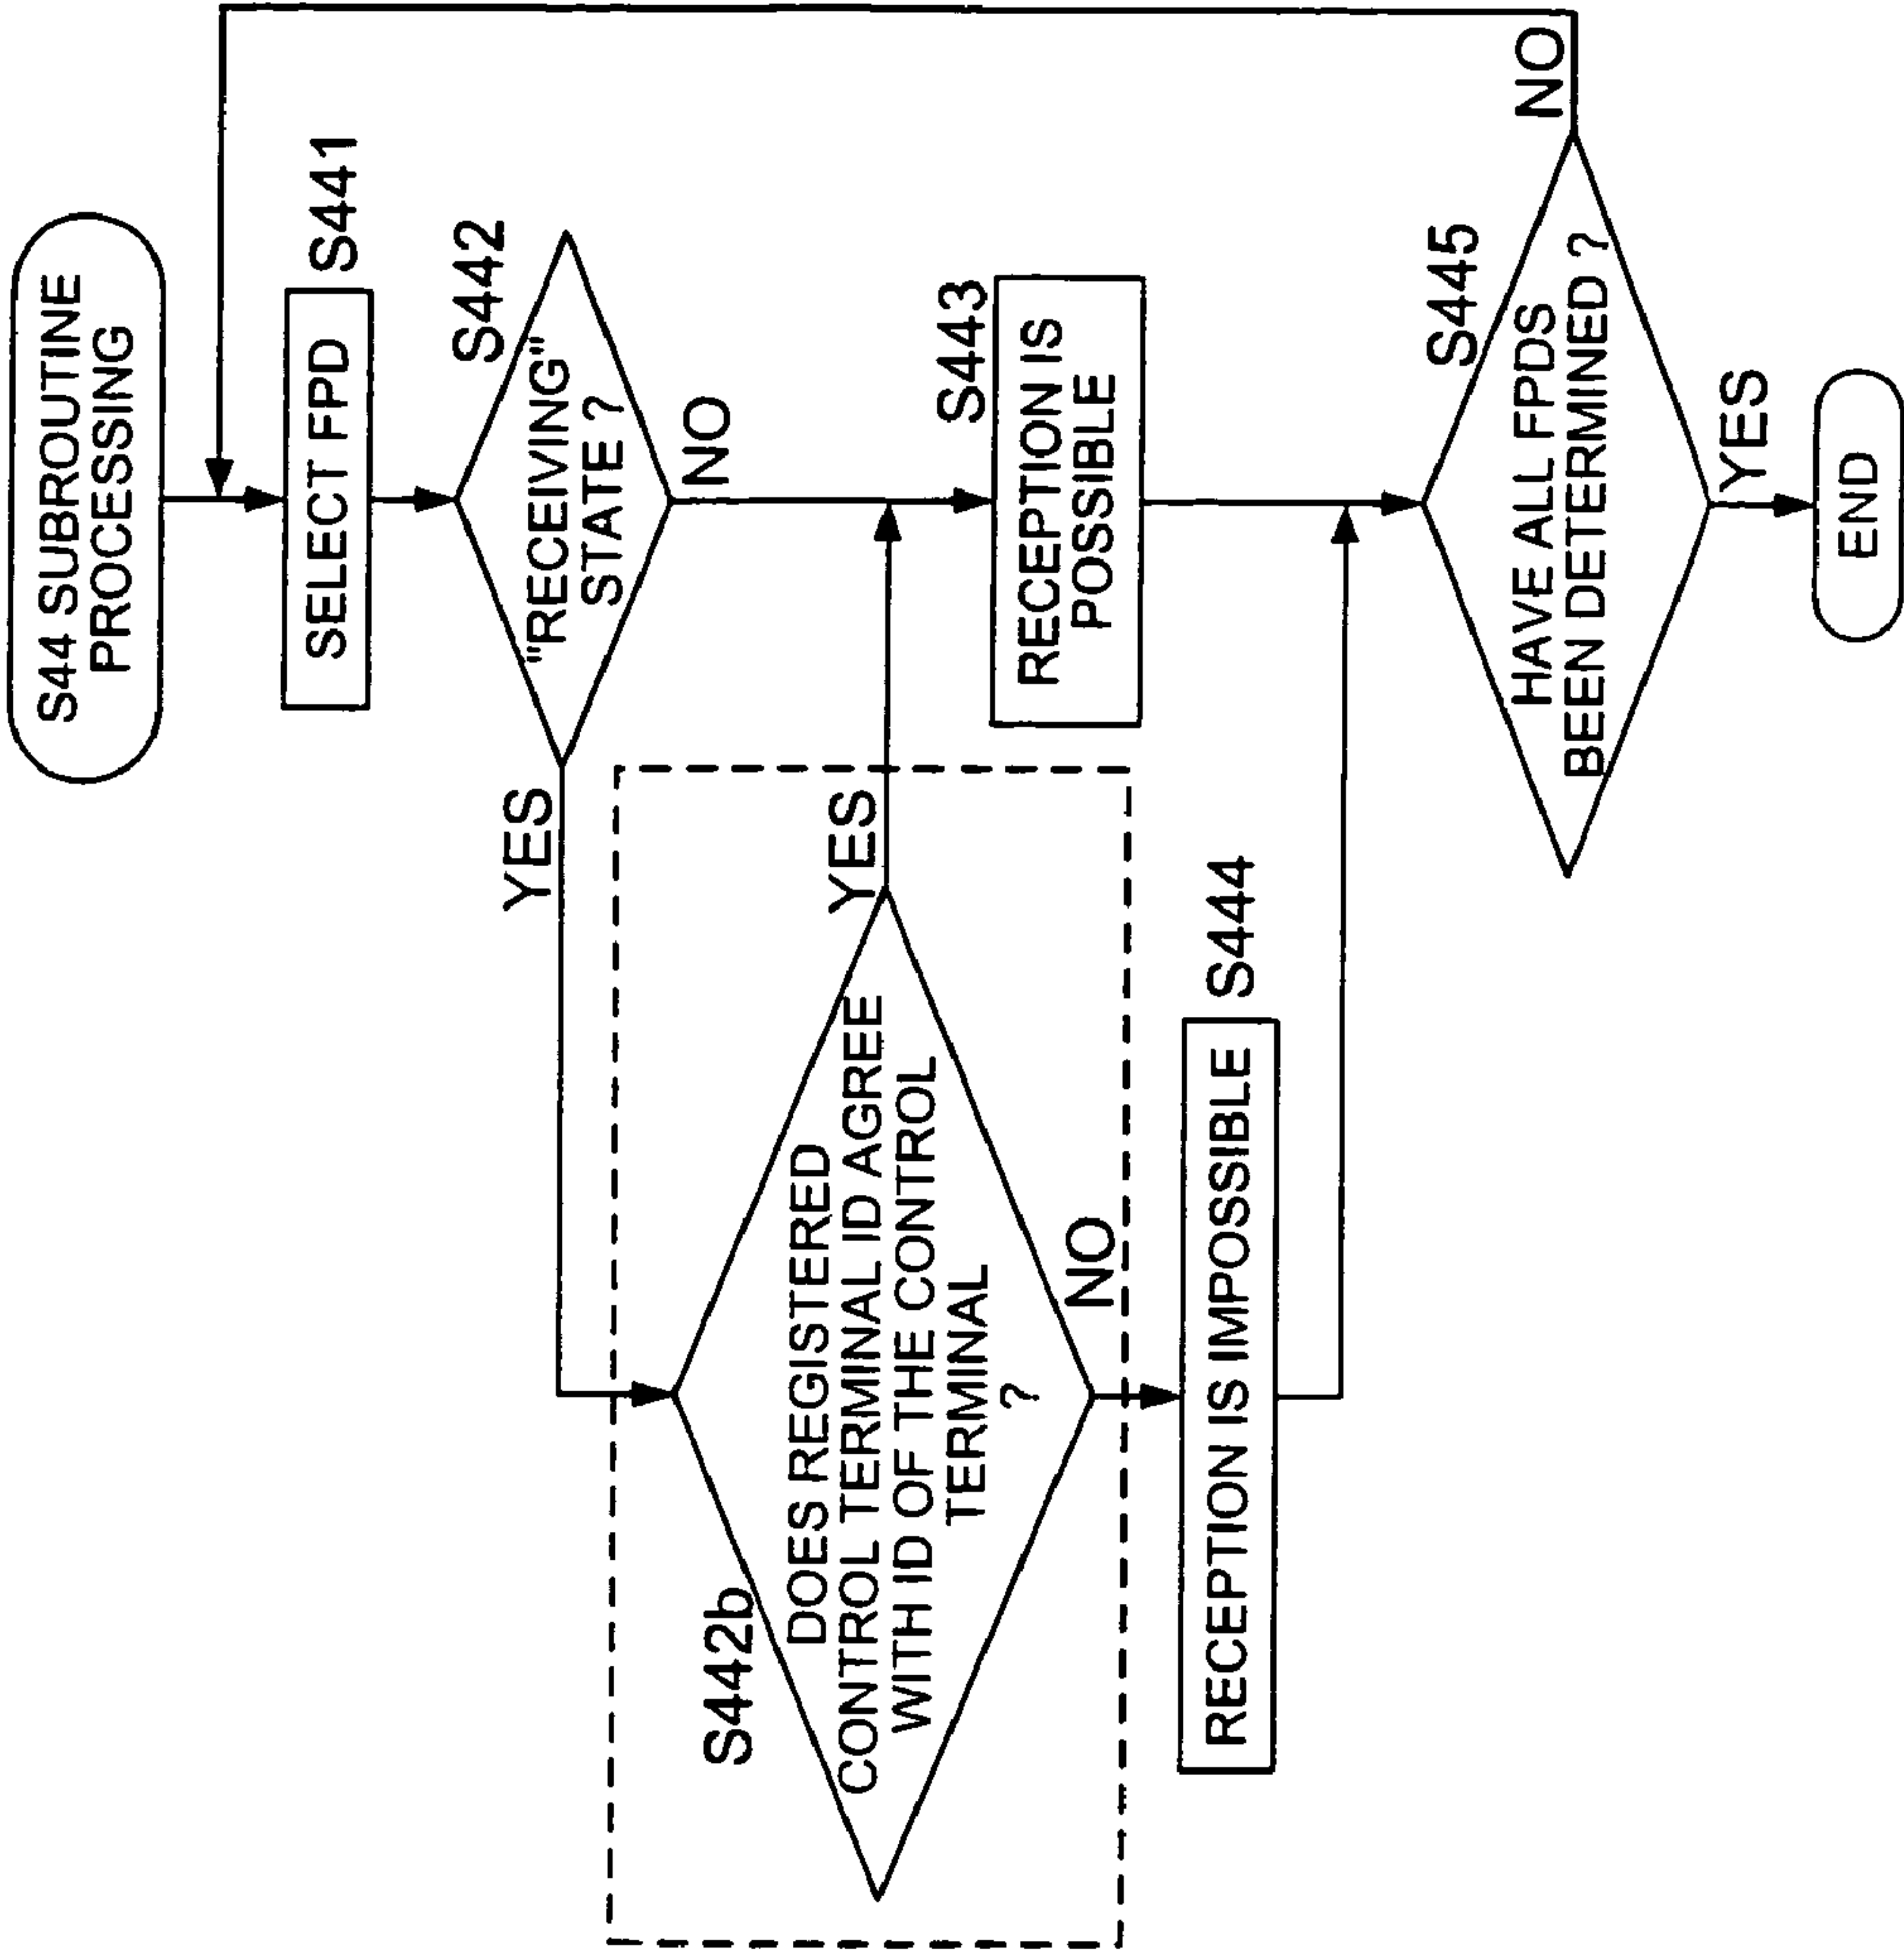 S44 SUBROUTINE
PROCESSING
SELECT FPD
S441
S442
"RECEIVING"
STATE ?
YES
NO
S442b
DOES REGISTERED
CONTROL TERMINAL ID AGREE
WITH ID OF THE CONTROL
TERMINAL
?
YES
NO
S443
RECEPTION IS
POSSIBLE
RECEPTION IS IMPOSSIBLE
S444
S445
HAVE ALL FPDS
BEEN DETERMINED ?
NO
YES
END